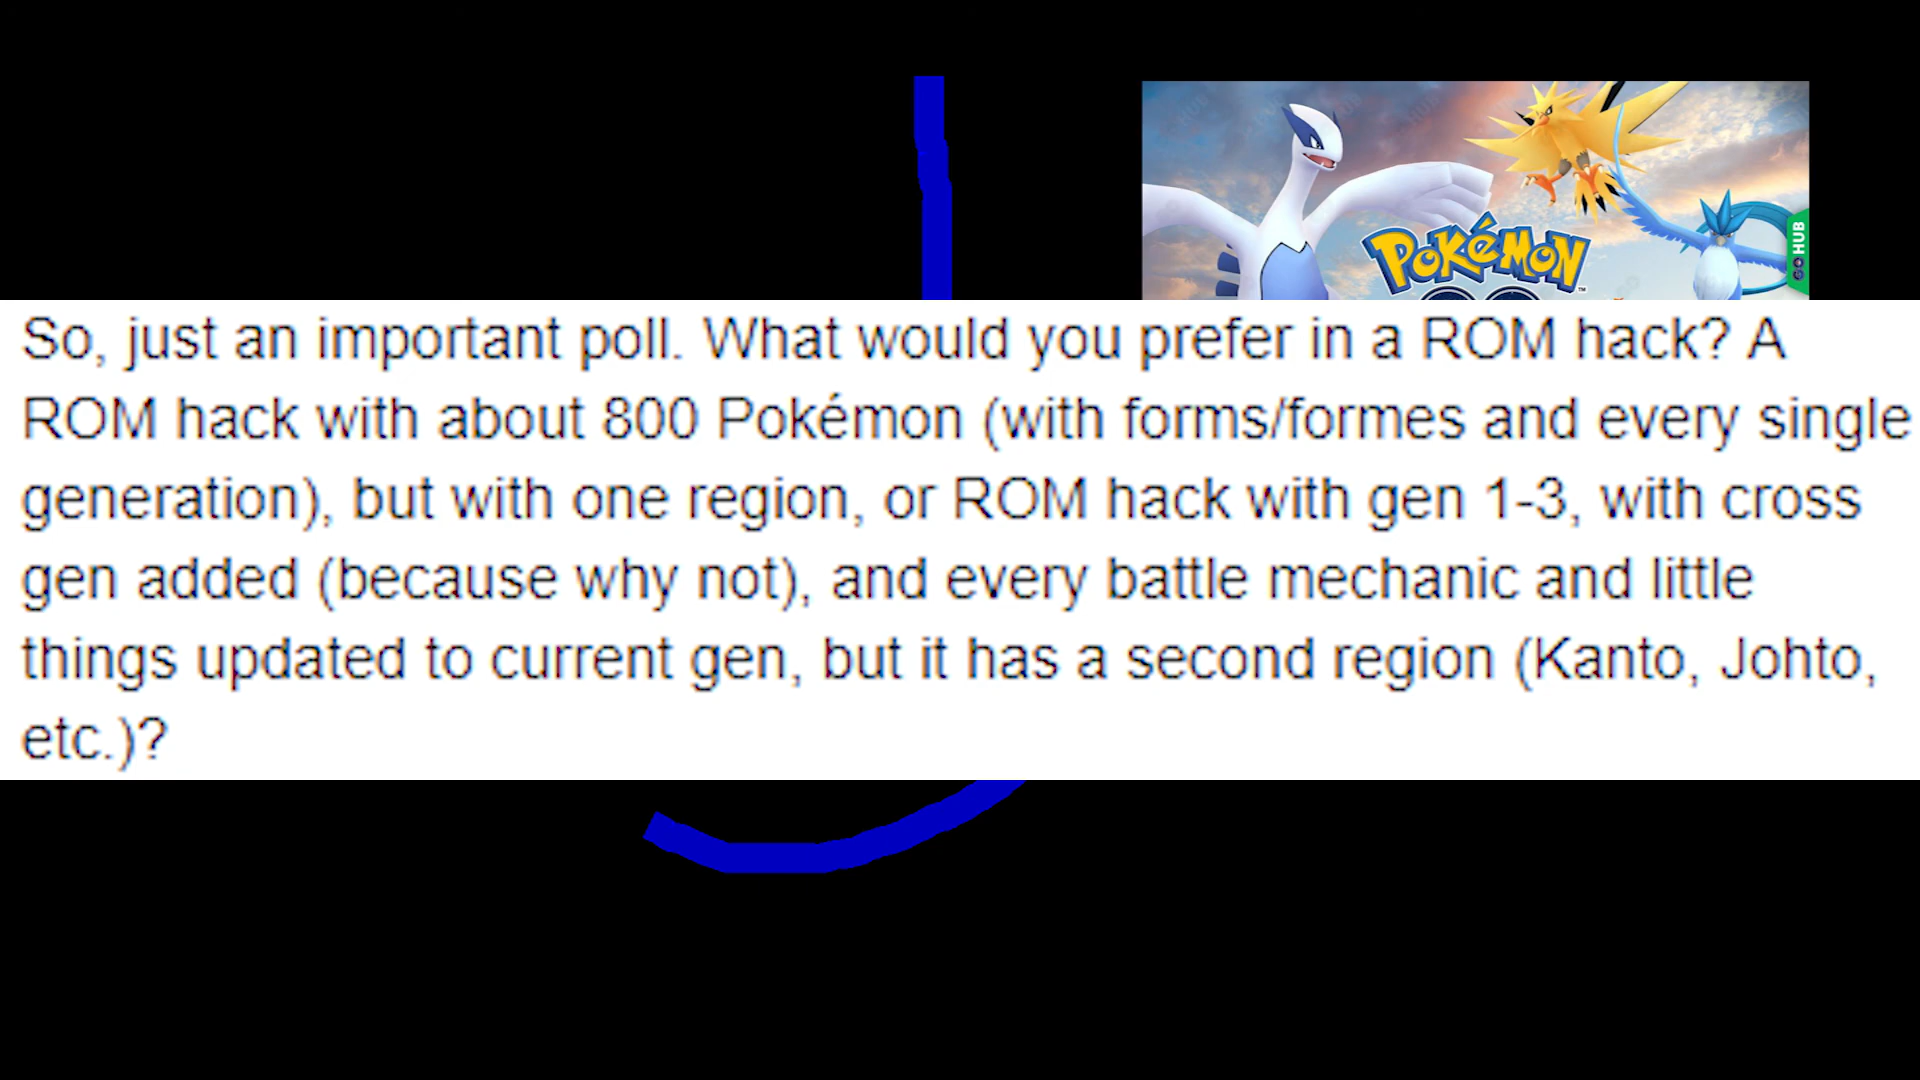 POKéMON
TM
GO HUB
So, just an important poll. What would you prefer in a ROM hack? A
ROM hack with about 800 Pokémon (with forms/formes and every single
generation), but with one region, or ROM hack with gen 1-3, with cross
gen added (because why not), and every battle mechanic and little
things updated to current gen, but it has a second region (Kanto, Johto,
etc.)?